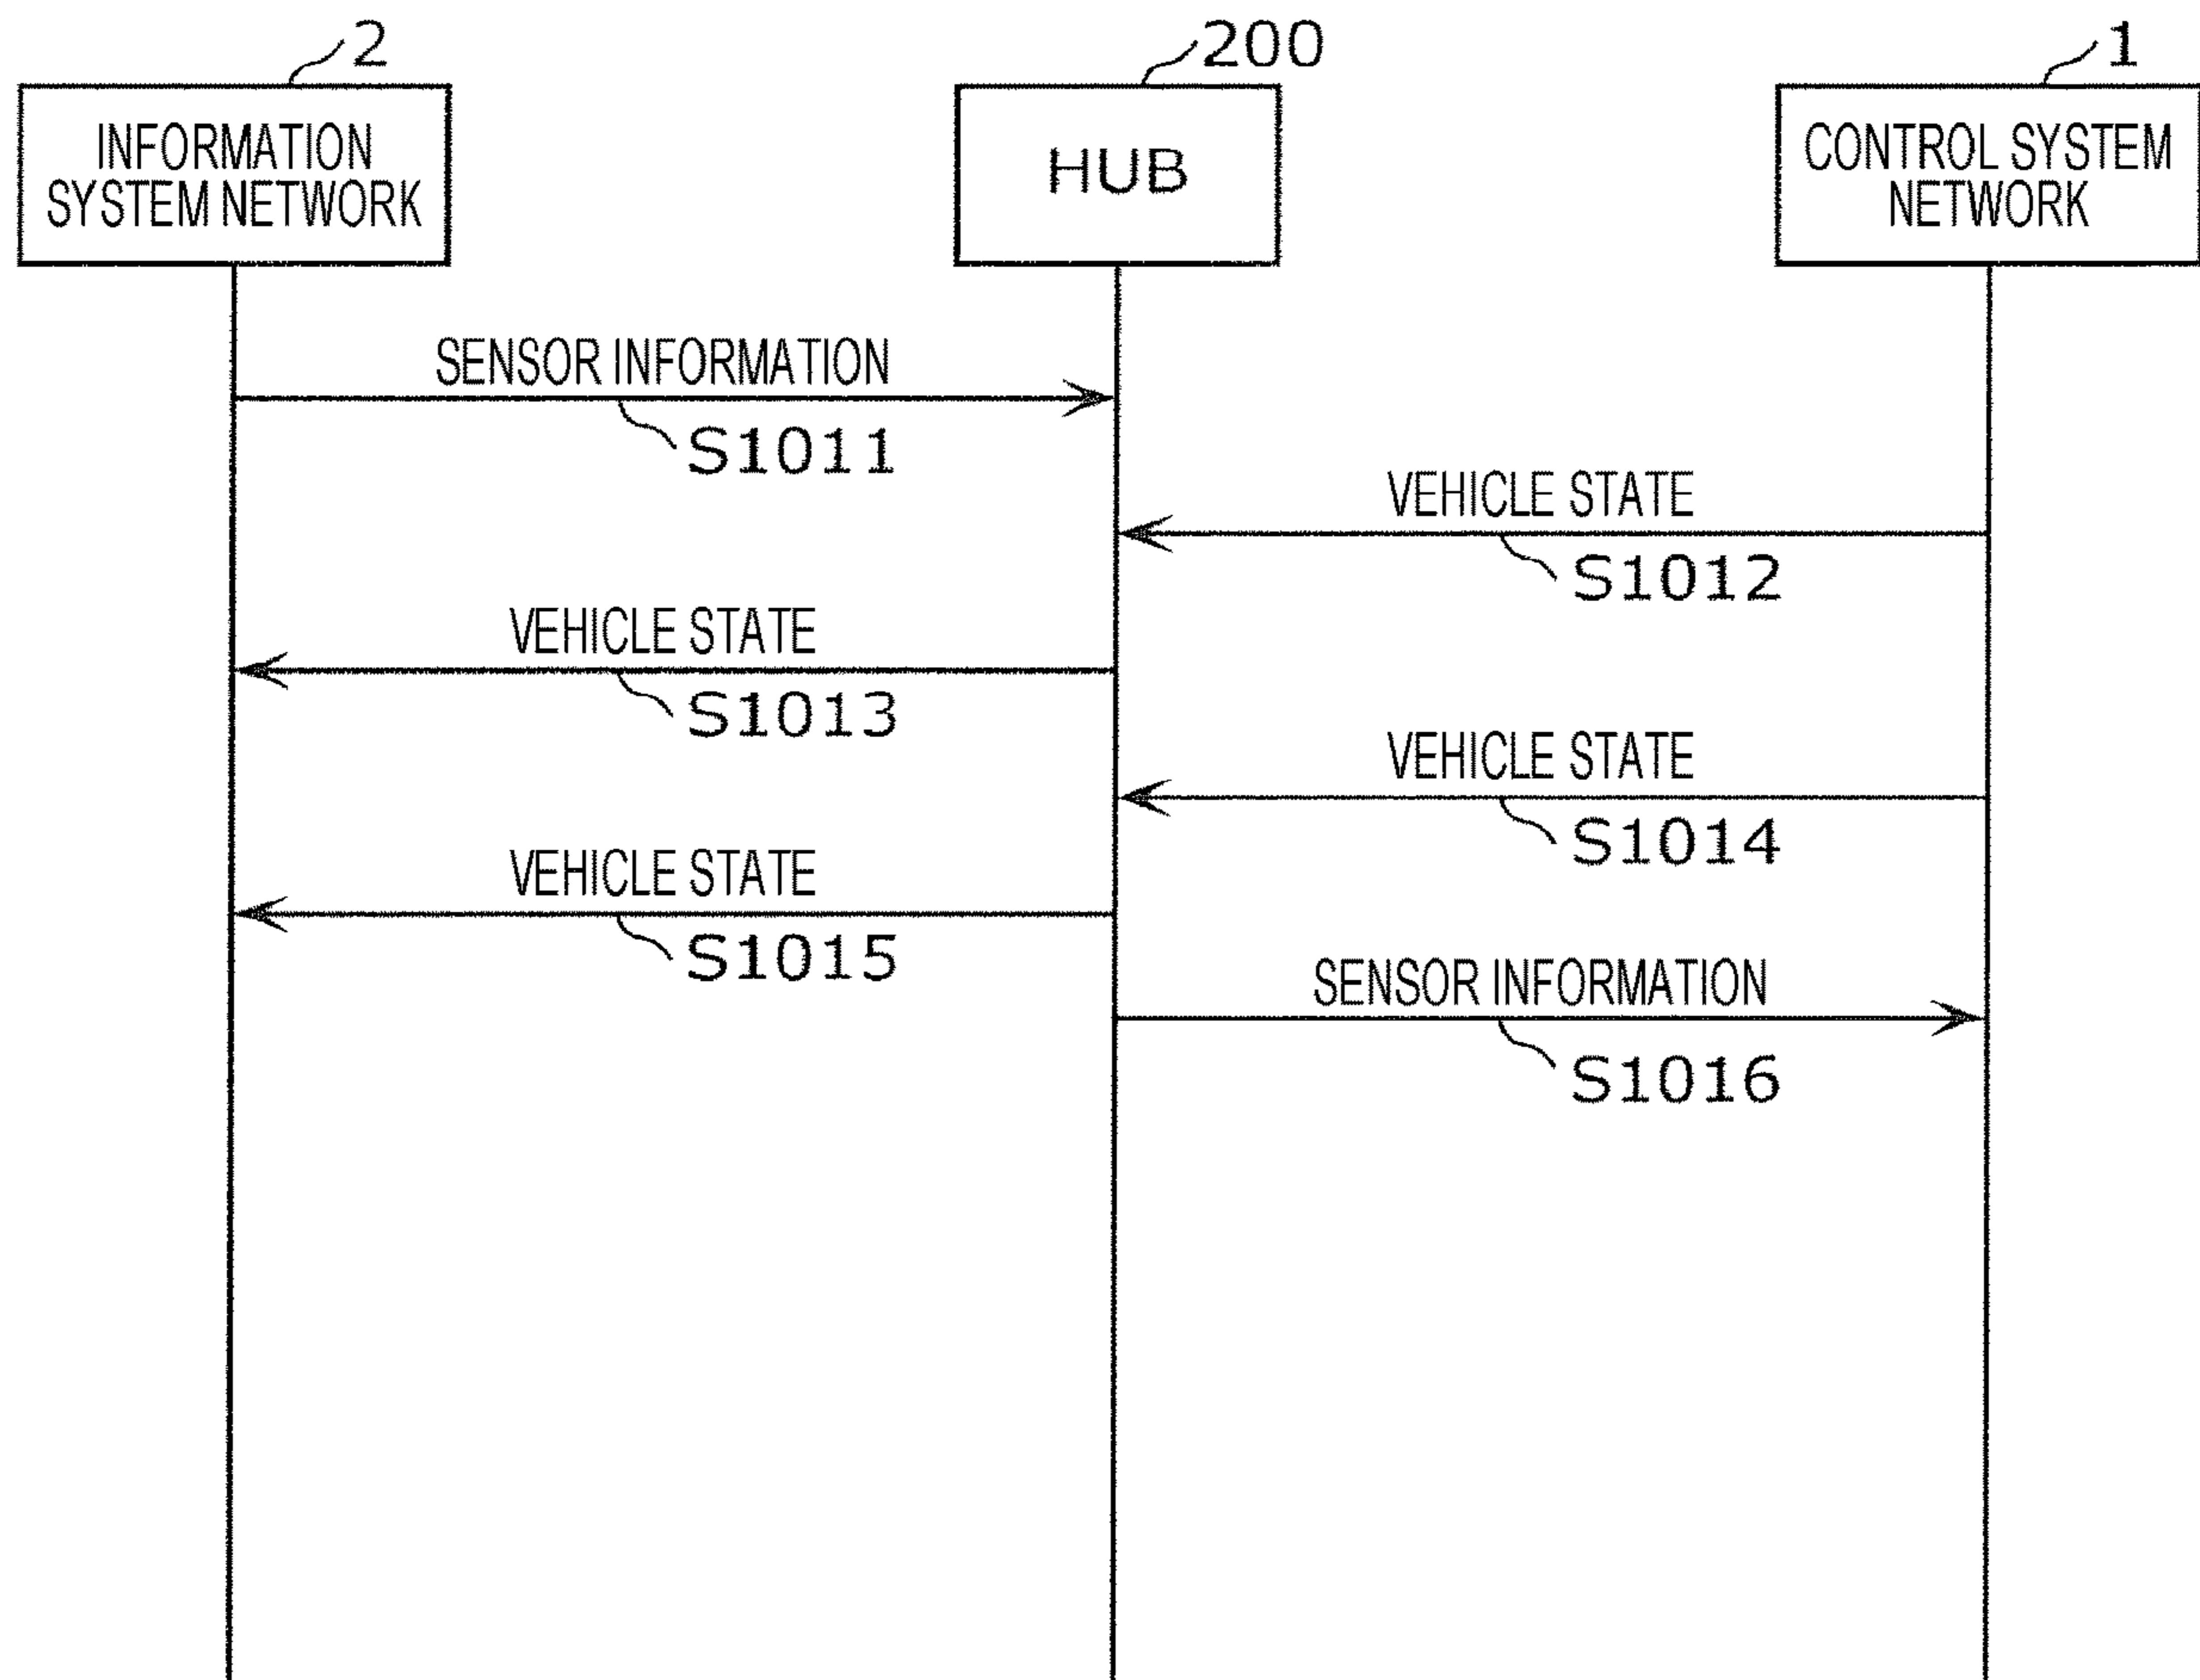 2
200
1
INFORMATION
SYSTEM NETWORK
HUB
CONTROL SYSTEM
NETWORK
SENSOR INFORMATION
S1011
VEHICLE STATE
S1012
VEHICLE STATE
S1013
VEHICLE STATE
S1014
VEHICLE STATE
S1015
SENSOR INFORMATION
S1016